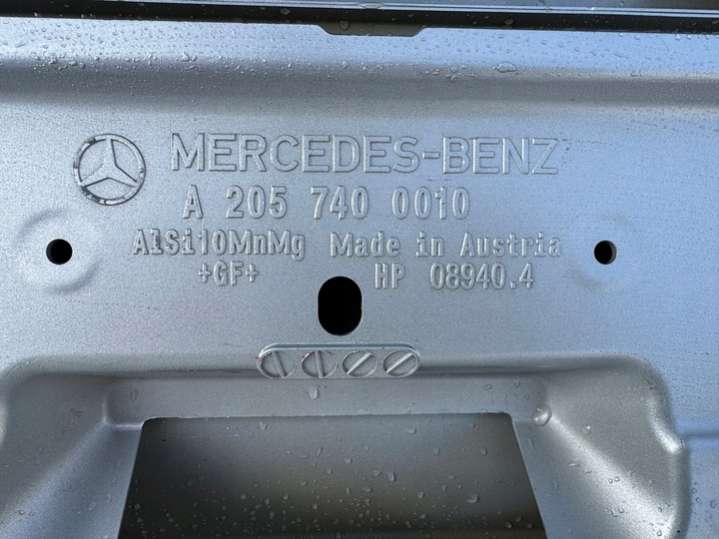 MERCEDES-BENZ
A 205 740 0010
AlSi10MnMg Made in Austria
+GF+ HP 08940.4